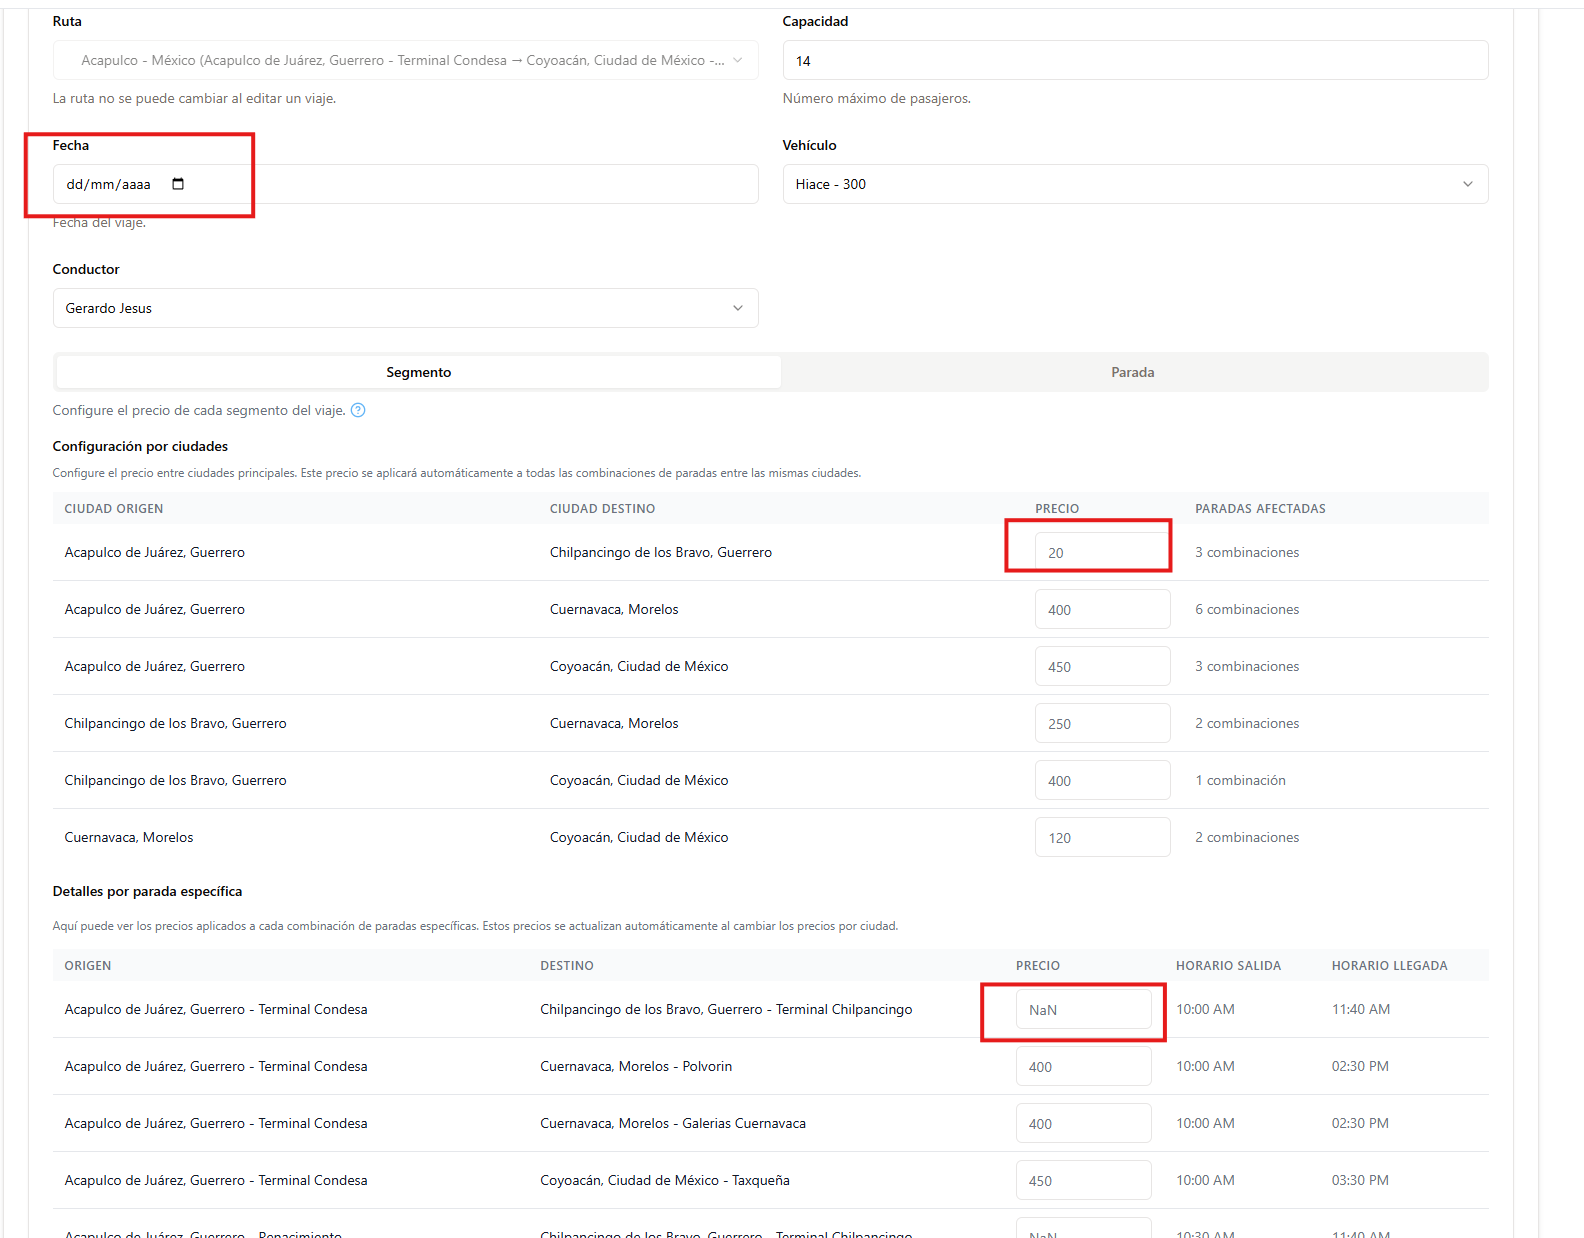 Ruta
Capacidad
Acapulco - México (Acapulco de Juárez, Guerrero - Terminal Condesa → Coyoacán, Ciudad de México -...
14
La ruta no se puede cambiar al editar un viaje.
Número máximo de pasajeros.
Fecha
Vehículo
dd/mm/aaaa
Hiace - 300
Fecha del viaje.
Conductor
Gerardo Jesus
Segmento
Parada
Configure el precio de cada segmento del viaje. ?
Configuración por ciudades
Configure el precio entre ciudades principales. Este precio se aplicará automáticamente a todas las combinaciones de paradas entre las mismas ciudades.
CIUDAD ORIGEN CIUDAD DESTINO PRECIO PARADAS AFECTADAS
Acapulco de Juárez, Guerrero Chilpancingo de los Bravo, Guerrero 20 3 combinaciones
Acapulco de Juárez, Guerrero Cuernavaca, Morelos 400 6 combinaciones
Acapulco de Juárez, Guerrero Coyoacán, Ciudad de México 450 3 combinaciones
Chilpancingo de los Bravo, Guerrero Cuernavaca, Morelos 250 2 combinaciones
Chilpancingo de los Bravo, Guerrero Coyoacán, Ciudad de México 400 1 combinación
Cuernavaca, Morelos Coyoacán, Ciudad de México 120 2 combinaciones
Detalles por parada específica
Aquí puede ver los precios aplicados a cada combinación de paradas específicas. Estos precios se actualizan automáticamente al cambiar los precios por ciudad.
ORIGEN DESTINO PRECIO HORARIO SALIDA HORARIO LLEGADA
Acapulco de Juárez, Guerrero - Terminal Condesa Chilpancingo de los Bravo, Guerrero - Terminal Chilpancingo NaN 10:00 AM 11:40 AM
Acapulco de Juárez, Guerrero - Terminal Condesa Cuernavaca, Morelos - Polvorin 400 10:00 AM 02:30 PM
Acapulco de Juárez, Guerrero - Terminal Condesa Cuernavaca, Morelos - Galerias Cuernavaca 400 10:00 AM 02:30 PM
Acapulco de Juárez, Guerrero - Terminal Condesa Coyoacán, Ciudad de México - Taxqueña 450 10:00 AM 03:30 PM
Acapulco de Juárez, Guerrero - Renacimiento Chilpancingo de los Bravo, Guerrero - Terminal Chilpancingo NaN 10:30 AM 11:40 AM